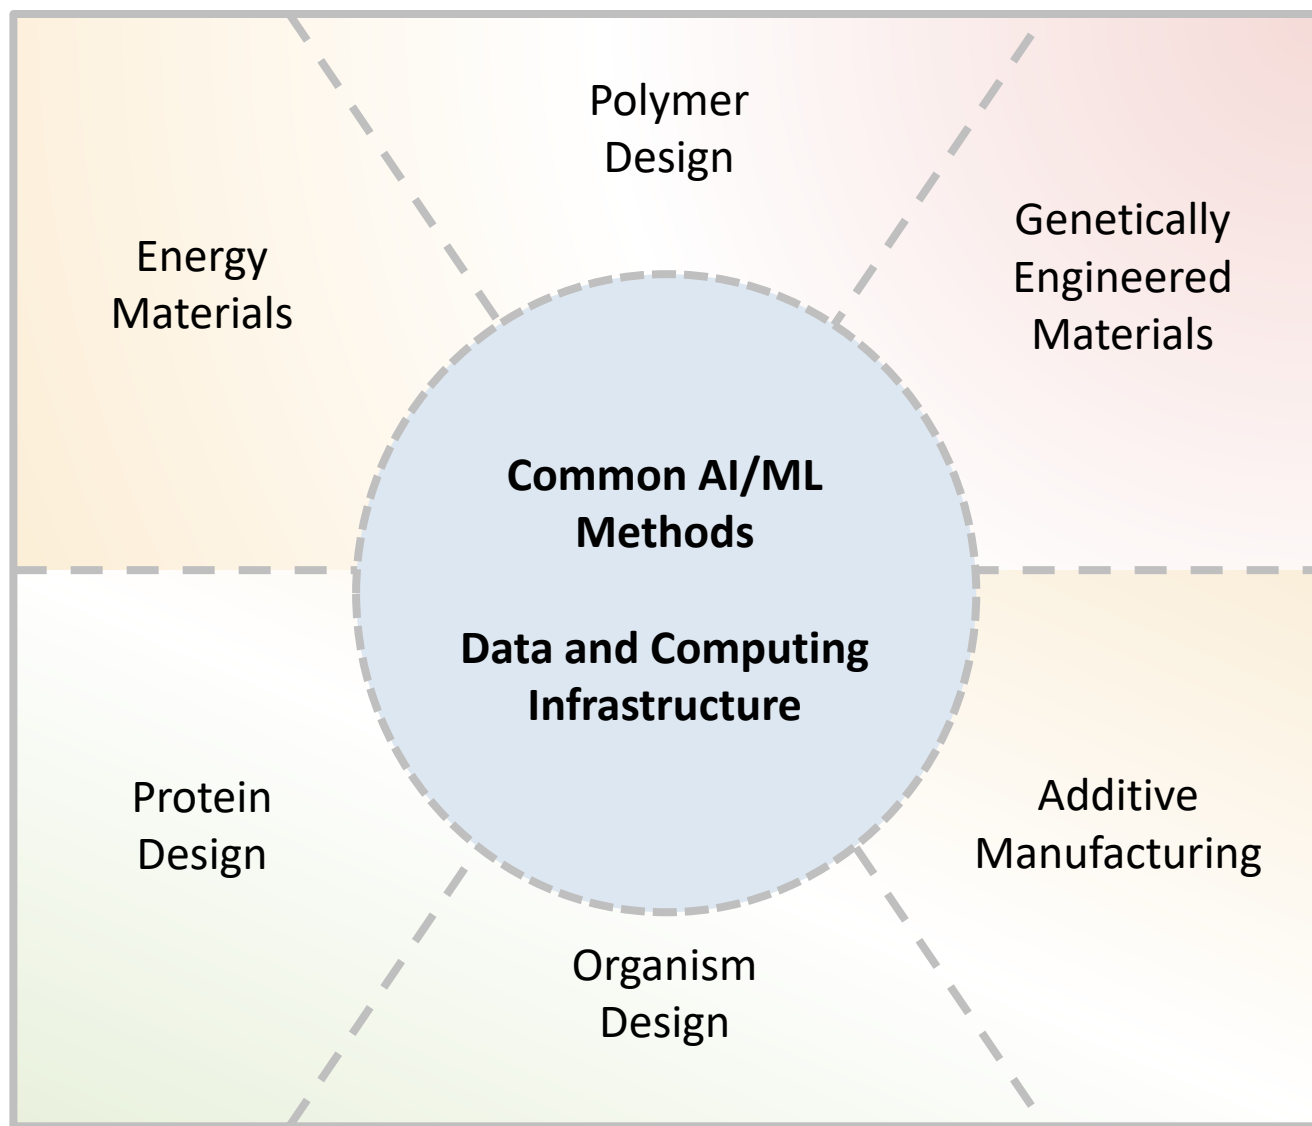 Polymer
Design
Genetically
Engineered
Materials
Energy
Materials
Common AI/ML
Methods
Data and Computing
Infrastructure
Protein
Design
Additive
Manufacturing
Organism
Design